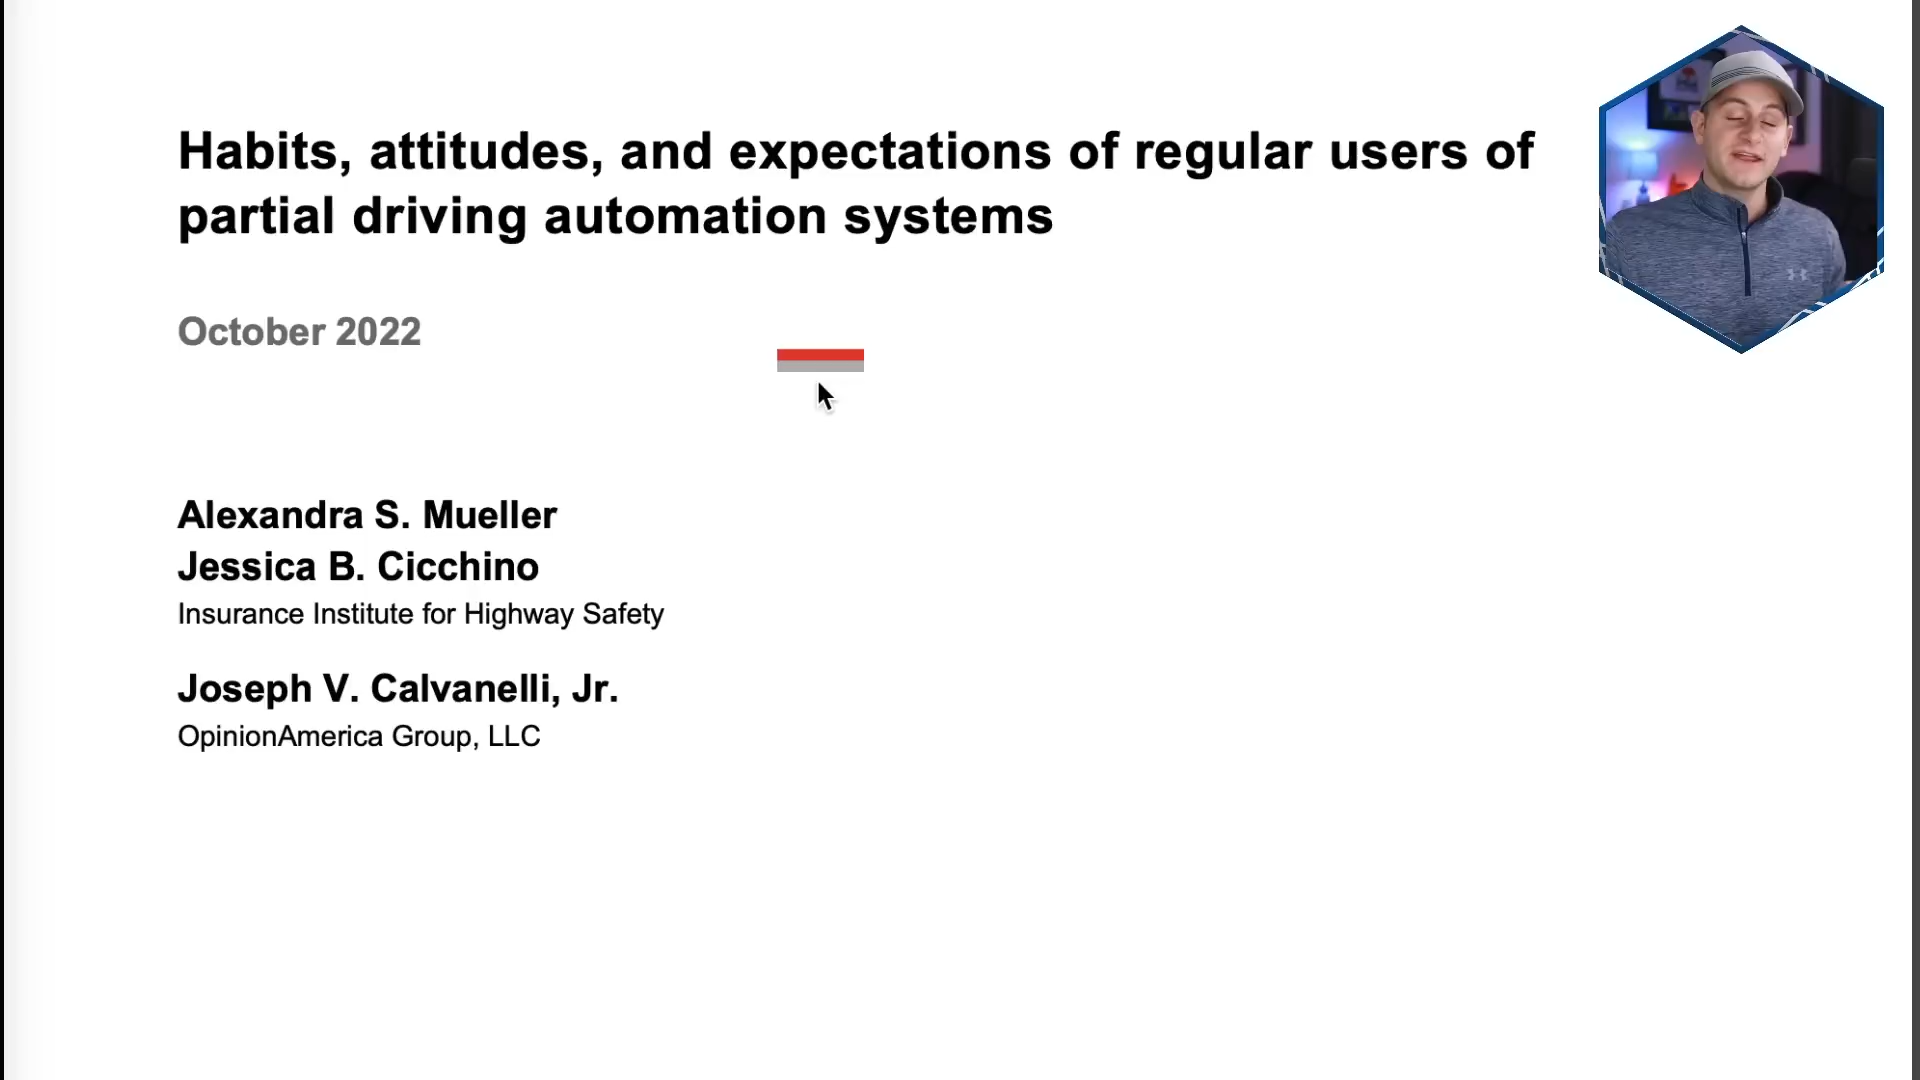 Habits, attitudes, and expectations of regular users of
partial driving automation systems
October 2022
Alexandra S. Mueller
Jessica B. Cicchino
Insurance Institute for Highway Safety
Joseph V. Calvanelli, Jr.
OpinionAmerica Group, LLC